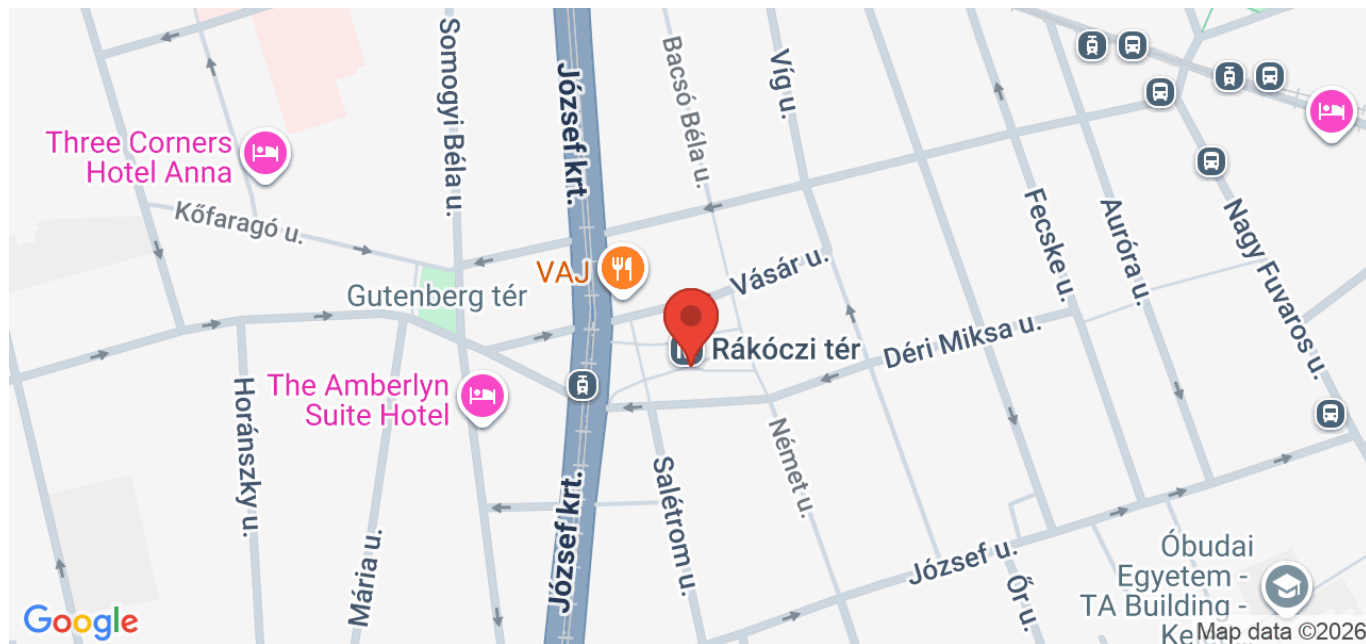 Somogyi Béla u.
József krt.
Bacsó Béla u.
Víg u.
Three Corners
Hotel Anna
Kőfaragó u.
VAJ
Vásár u.
Fecske u.
Auróra u.
Nagy Fuvaros u.
Gutenberg tér
Rákóczi tér
Déri Miksa u.
The Amberlyn
Suite Hotel
Horánszky u.
Mária u.
József krt.
Salétrom u.
Német u.
József u.
Őr u.
Óbudai
Egyetem -
TA Building -
Google
Map data ©2026